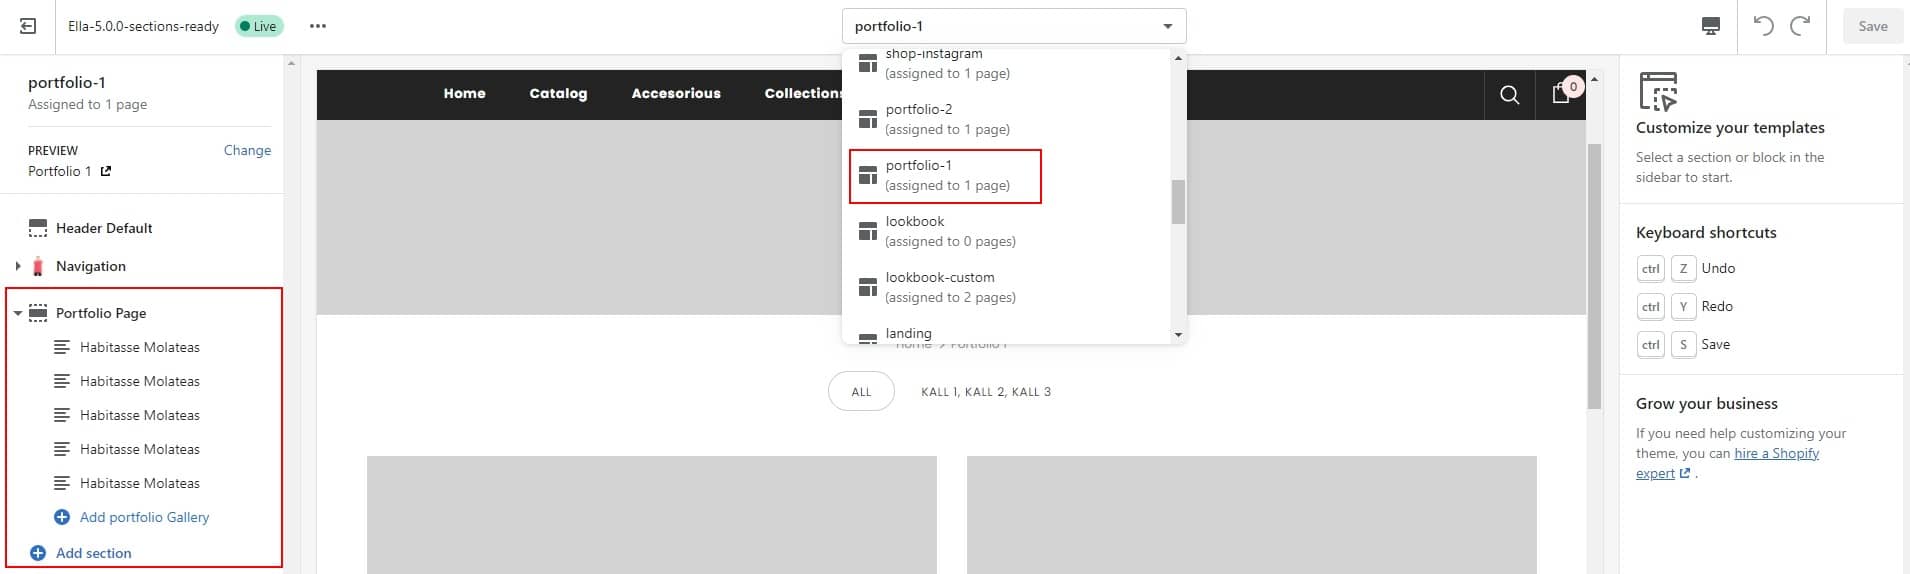 Ella-5.0.0-sections-ready
Live
portfolio-1
Save
portfolio-1
Assigned to 1 page
PREVIEW
Change
Portfolio 1
Header Default
Navigation
Portfolio Page
Habitasse Molateas
Habitasse Molateas
Habitasse Molateas
Habitasse Molateas
Habitasse Molateas
Add portfolio Gallery
Add section
Home
Catalog
Accesorious
Collections
0
shop-instagram
(assigned to 1 page)
portfolio-2
(assigned to 1 page)
portfolio-1
(assigned to 1 page)
lookbook
(assigned to 0 pages)
lookbook-custom
(assigned to 2 pages)
landing
Home > Portfolio 1
ALL
KALL 1, KALL 2, KALL 3
Customize your templates
Select a section or block in the
sidebar to start.
Keyboard shortcuts
ctrl Z Undo
ctrl Y Redo
ctrl S Save
Grow your business
If you need help customizing your
theme, you can hire a Shopify
expert .